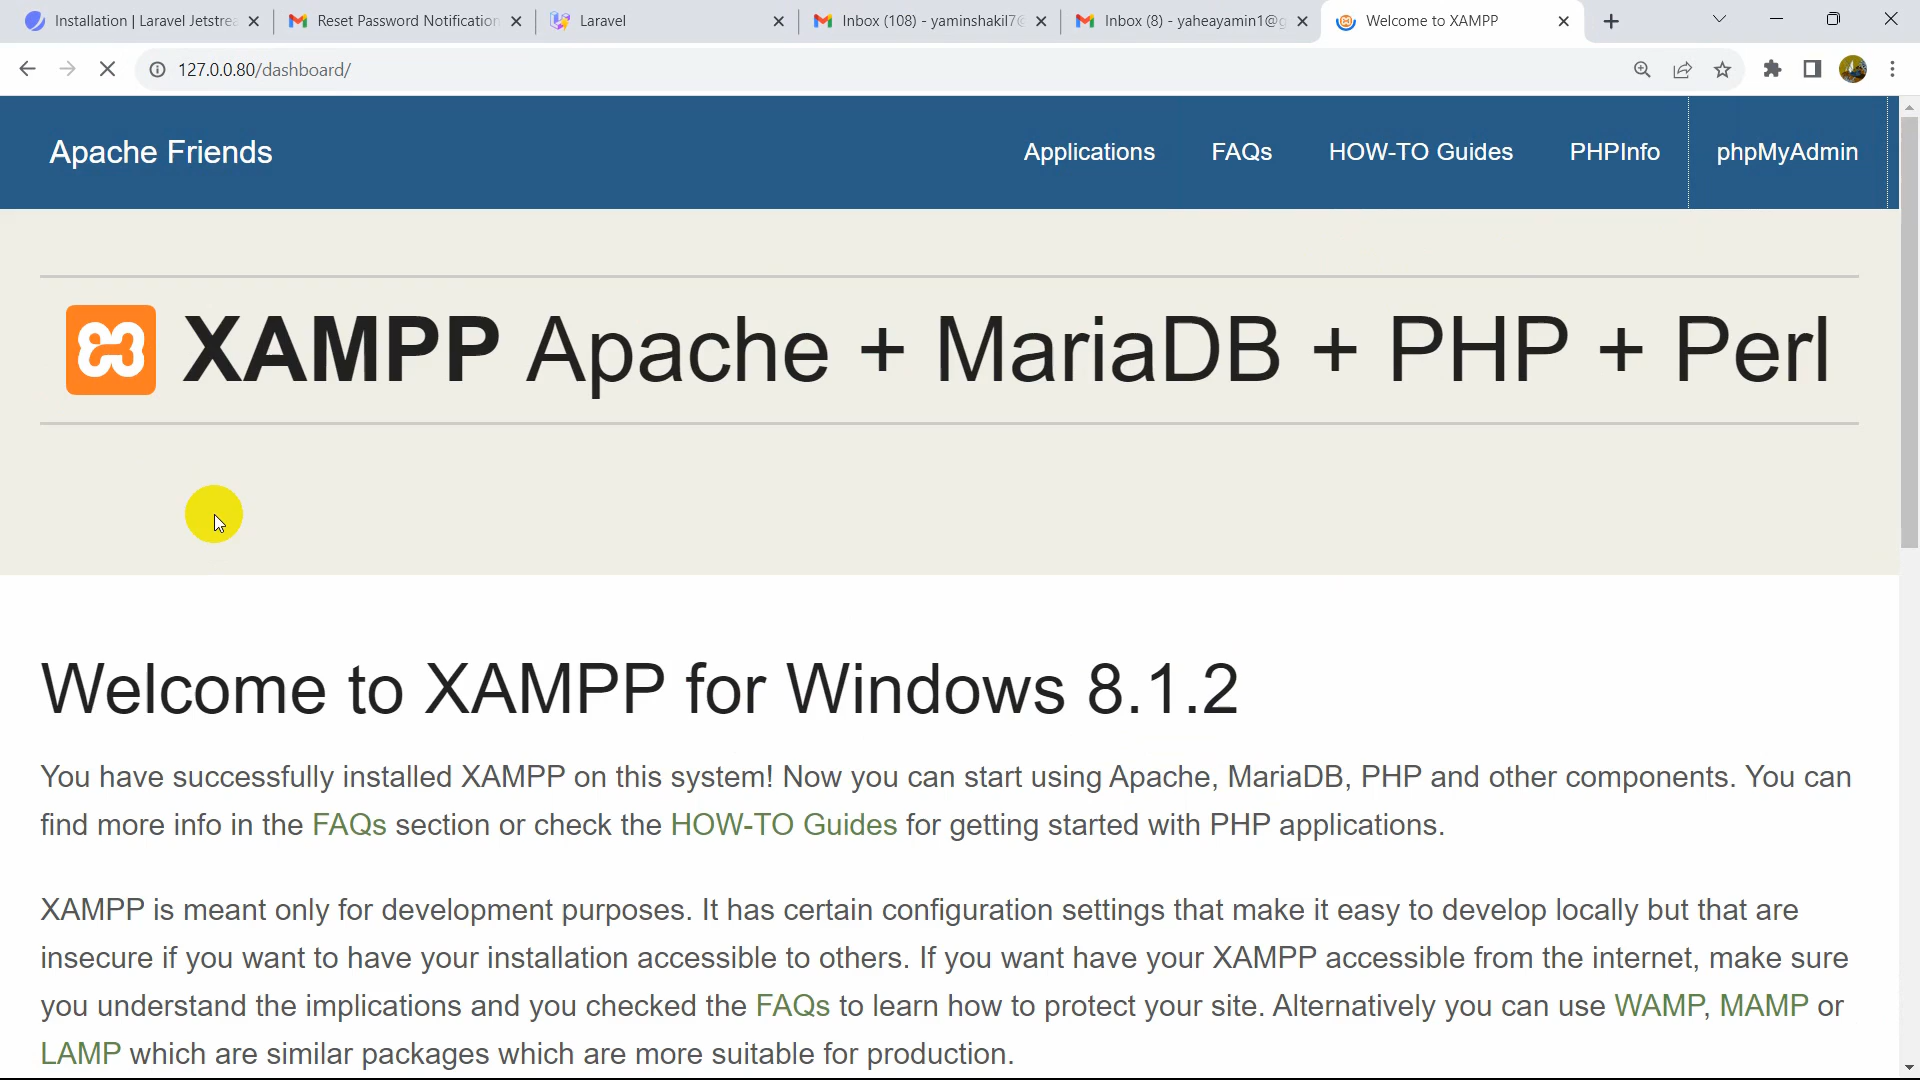 Installation | Laravel Jetstrea
Reset Password Notification
Laravel
Inbox (108) - yaminshakil7
Inbox (8) - yaheayamin1@g
Welcome to XAMPP
127.0.0.80/dashboard/
Apache Friends
Applications
FAQs
HOW-TO Guides
PHPInfo
phpMyAdmin
XAMPP Apache + MariaDB + PHP + Perl
Welcome to XAMPP for Windows 8.1.2
You have successfully installed XAMPP on this system! Now you can start using Apache, MariaDB, PHP and other components. You can
find more info in the FAQs section or check the HOW-TO Guides for getting started with PHP applications.
XAMPP is meant only for development purposes. It has certain configuration settings that make it easy to develop locally but that are
insecure if you want to have your installation accessible to others. If you want have your XAMPP accessible from the internet, make sure
you understand the implications and you checked the FAQs to learn how to protect your site. Alternatively you can use WAMP, MAMP or
LAMP which are similar packages which are more suitable for production.